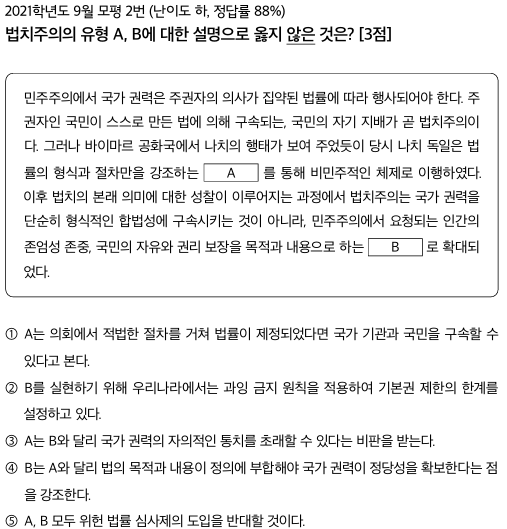 2021학년도 9월 모평 2번 (난이도 하, 정답률 88%)
법치주의의 유형 A, B에 대한 설명으로 옳지 않은 것은? [3점]
민주주의에서 국가 권력은 주권자의 의사가 집약된 법률에 따라 행사되어야 한다. 주
권자인 국민이 스스로 만든 법에 의해 구속되는, 국민의 자기 지배가 곧 법치주의이
다. 그러나 바이마르 공화국에서 나치의 행태가 보여 주었듯이 당시 나치 독일은 법
률의 형식과 절차만을 강조하는 A 를 통해 비민주적인 체제로 이행하였다.
이후 법치의 본래 의미에 대한 성찰이 이루어지는 과정에서 법치주의는 국가 권력을
단순히 형식적인 합법성에 구속시키는 것이 아니라, 민주주의에서 요청되는 인간의
존엄성 존중, 국민의 자유와 권리 보장을 목적과 내용으로 하는 B 로 확대되
었다.
① A는 의회에서 적법한 절차를 거쳐 법률이 제정되었다면 국가 기관과 국민을 구속할 수
있다고 본다.
② B를 실현하기 위해 우리나라에서는 과잉 금지 원칙을 적용하여 기본권 제한의 한계를
설정하고 있다.
③ A는 B와 달리 국가 권력의 자의적인 통치를 초래할 수 있다는 비판을 받는다.
④ B는 A와 달리 법의 목적과 내용이 정의에 부합해야 국가 권력이 정당성을 확보한다는 점
을 강조한다.
⑤ A, B 모두 위헌 법률 심사제의 도입을 반대할 것이다.